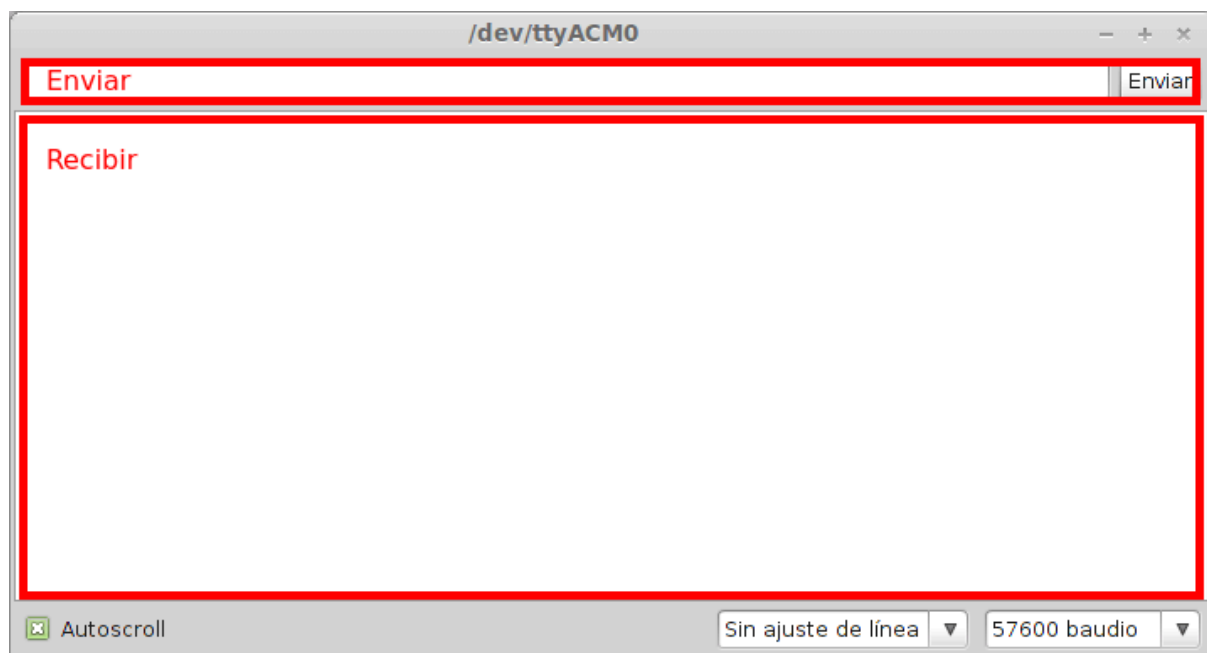 /dev/ttyACM0
Enviar Enviar
Recibir
Autoscroll Sin ajuste de línea 57600 baudio